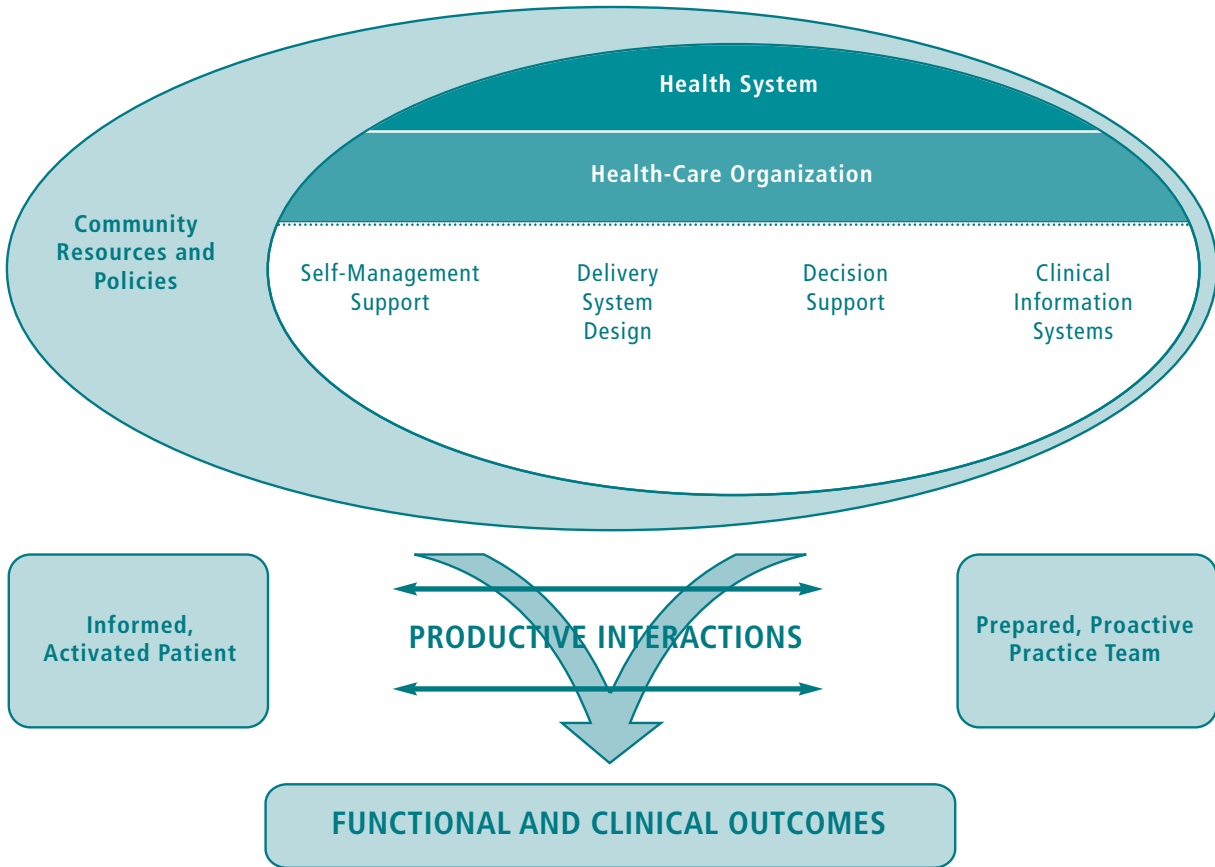 Health System
Health-Care Organization
Community
Resources and
Policies
Self-Management
Support
Delivery
System
Design
Decision
Support
Clinical
Information
Systems
Informed,
Activated Patient
PRODUCTIVE INTERACTIONS
Prepared, Proactive
Practice Team
FUNCTIONAL AND CLINICAL OUTCOMES